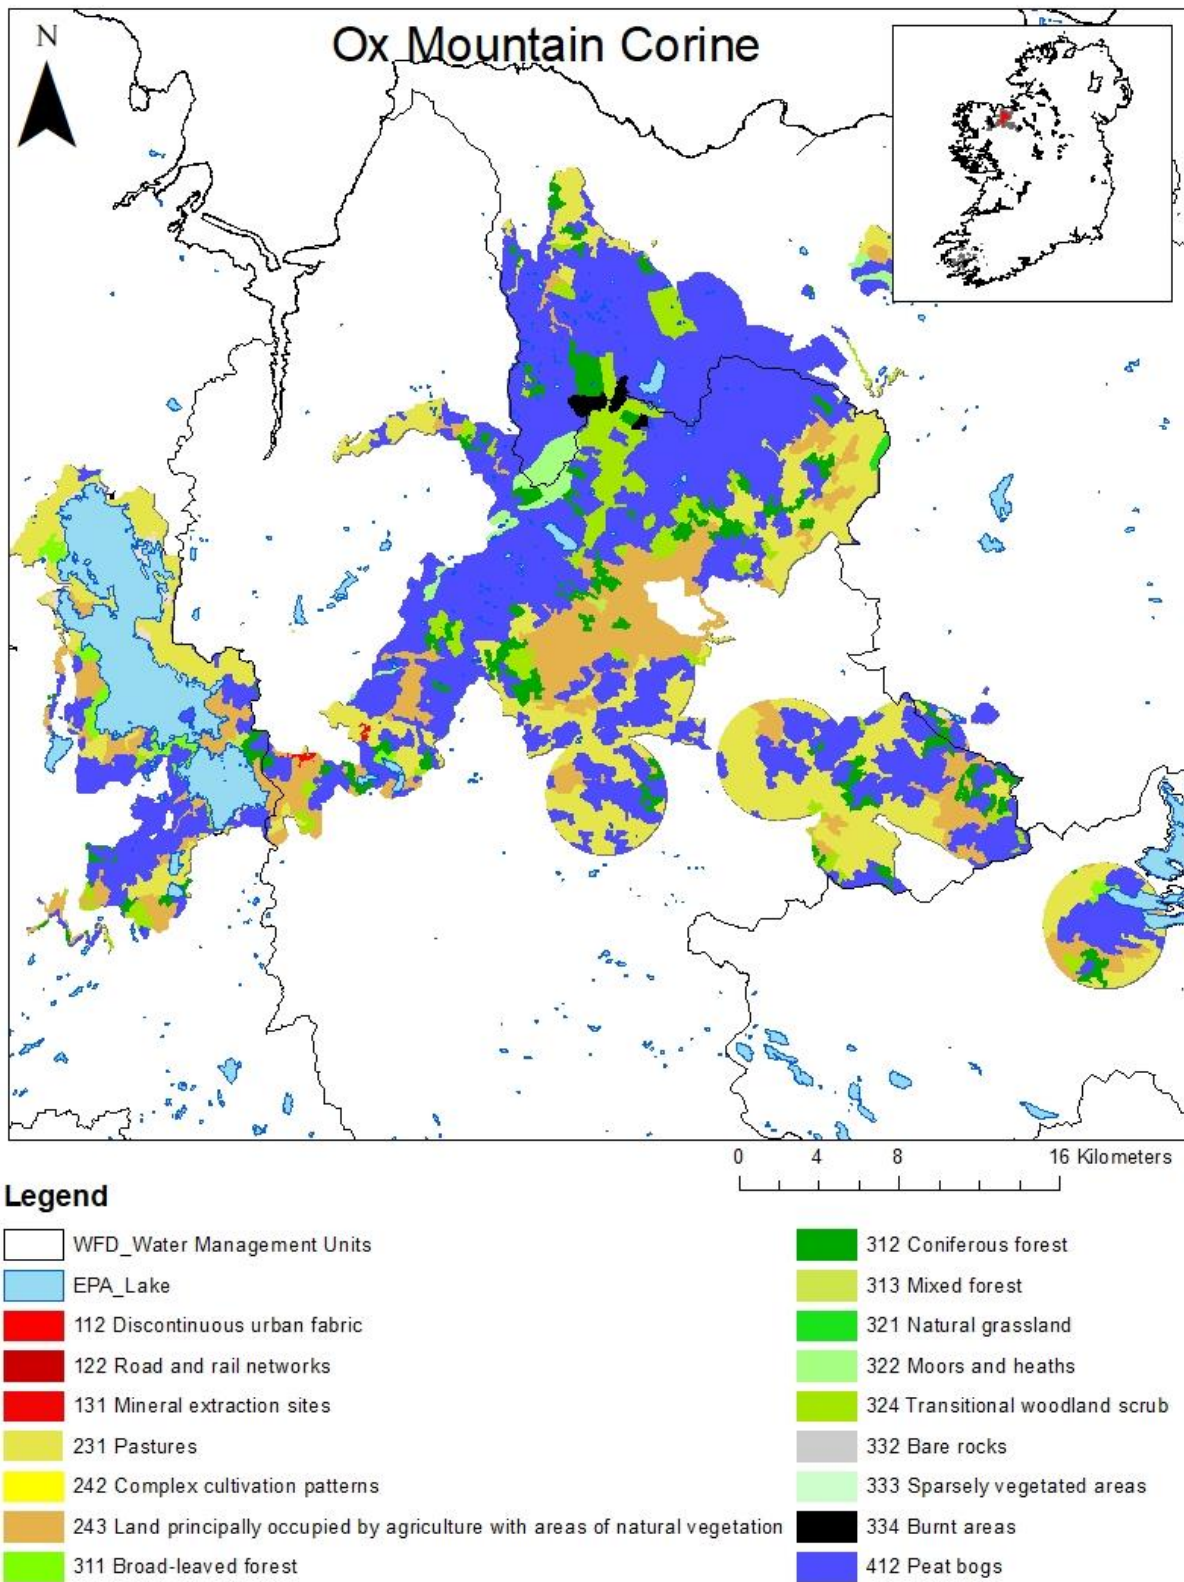 N
Ox Mountain Corine
0 4 8 16 Kilometers
Legend
WFD_Water Management Units
EPA_Lake
112 Discontinuous urban fabric
122 Road and rail networks
131 Mineral extraction sites
231 Pastures
242 Complex cultivation patterns
243 Land principally occupied by agriculture with areas of natural vegetation
311 Broad-leaved forest
312 Coniferous forest
313 Mixed forest
321 Natural grassland
322 Moors and heaths
324 Transitional woodland scrub
332 Bare rocks
333 Sparsely vegetated areas
334 Burnt areas
412 Peat bogs